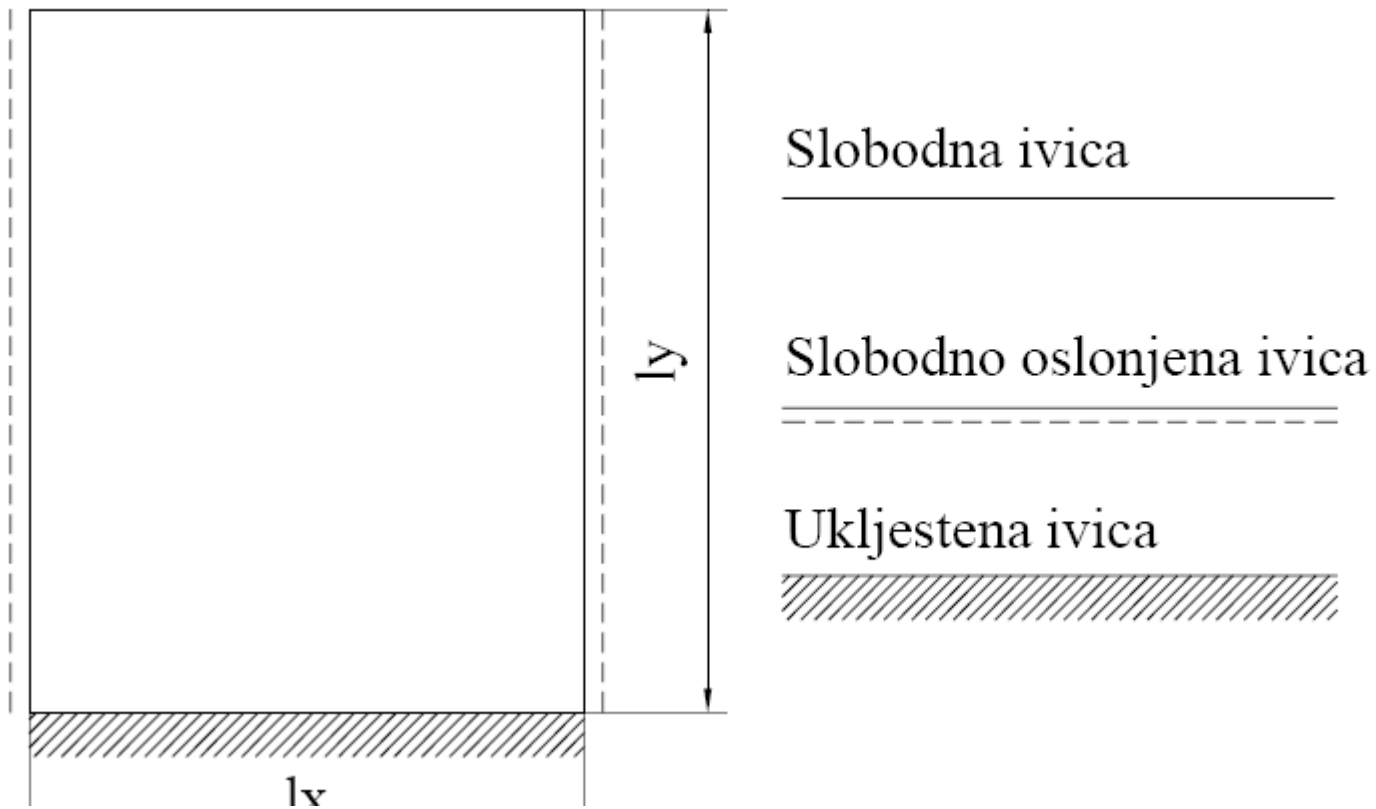 Slobodna ivica
ly
Slobodno oslonjena ivica
Ukljestena ivica
lx